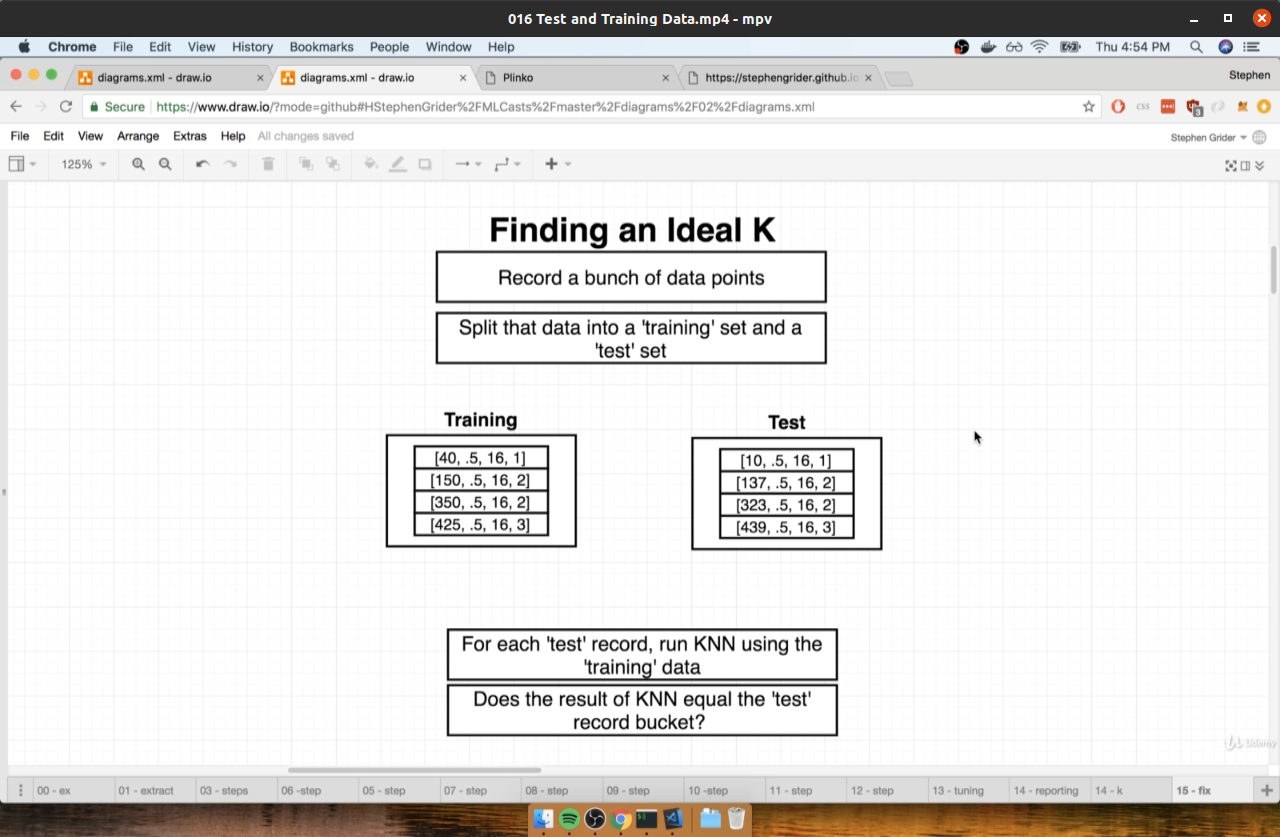 016 Test and Training Data.mp4 - mpv
Chrome File Edit View History Bookmarks People Window Help Thu 4:54 PM
diagrams.xml - draw.io diagrams.xml - draw.io Plinko https://stephengrider.github.io Stephen
Secure https://www.draw.io/?mode=github#HStephenGrider%2FMLCasts%2Fmaster%2Fdiagrams%2F02%2Fdiagrams.xml CSS 3
File Edit View Arrange Extras Help All changes saved Stephen Grider
125%
Finding an Ideal K
Record a bunch of data points
Split that data into a 'training' set and a
'test' set
Training
[40, .5, 16, 1]
[150, .5, 16, 2]
[350, .5, 16, 2]
[425, .5, 16, 3]
Test
[10, .5, 16, 1]
[137, .5, 16, 2]
[323, .5, 16, 2]
[439, .5, 16, 3]
For each 'test' record, run KNN using the
'training' data
Does the result of KNN equal the 'test'
record bucket?
Udemy
00 - ex 01 - extract 03 - steps 06 -step 05 - step 07 - step 08 - step 09 - step 10 -step 11 - step 12 - step 13 - tuning 14 - reporting 14 - k 15 - fix